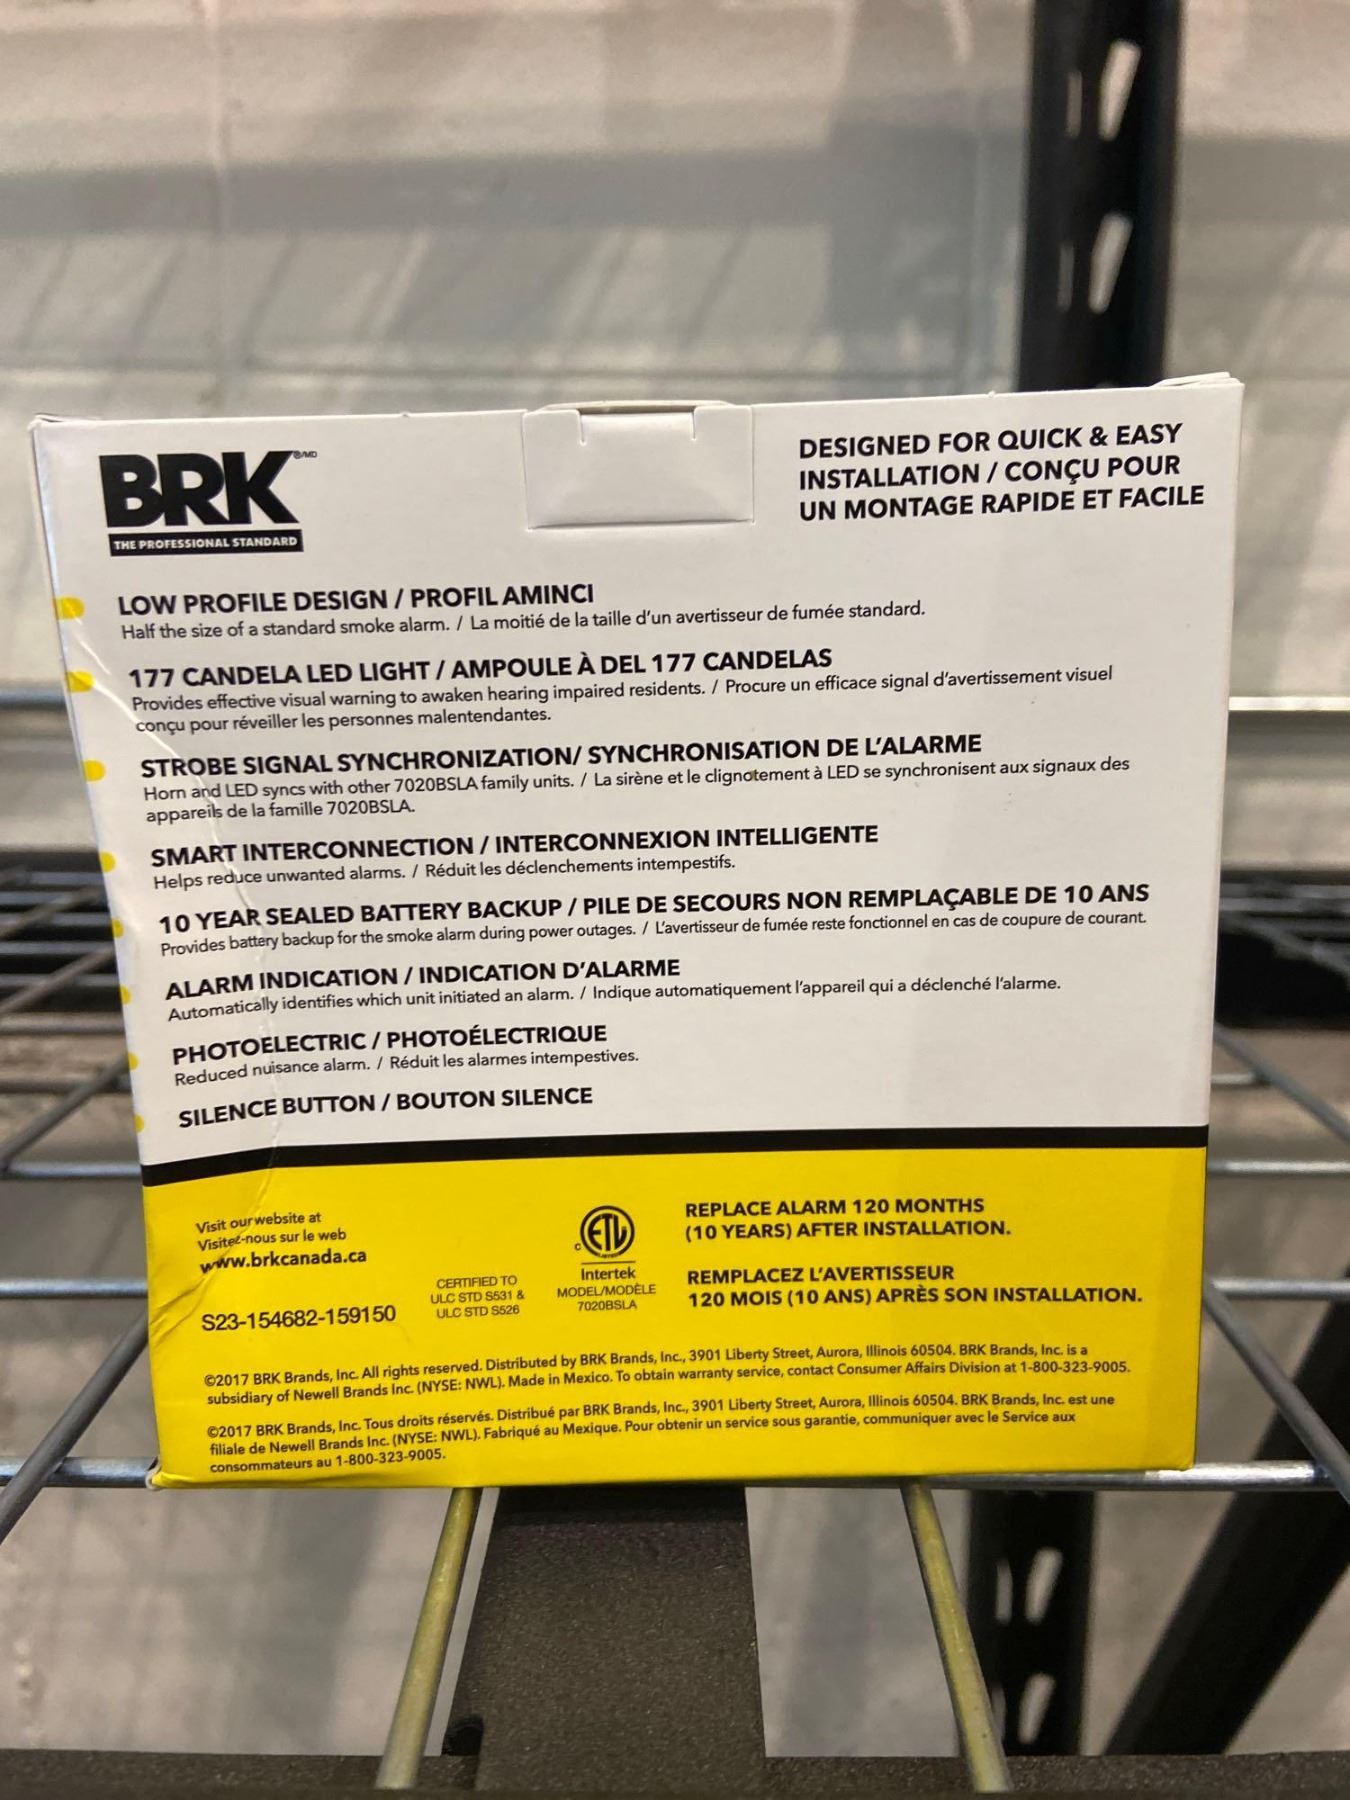 BRK®/MD
THE PROFESSIONAL STANDARD
DESIGNED FOR QUICK & EASY
INSTALLATION / CONÇU POUR
UN MONTAGE RAPIDE ET FACILE
LOW PROFILE DESIGN / PROFIL AMINCI
Half the size of a standard smoke alarm. / La moitié de la taille d'un avertisseur de fumée standard.
177 CANDELA LED LIGHT / AMPOULE À DEL 177 CANDELAS
Provides effective visual warning to awaken hearing impaired residents. / Procure un efficace signal d'avertissement visuel
conçu pour réveiller les personnes malentendantes.
STROBE SIGNAL SYNCHRONIZATION/ SYNCHRONISATION DE L'ALARME
Horn and LED syncs with other 7020BSLA family units. / La sirène et le clignotement à LED se synchronisent aux signaux des
appareils de la famille 7020BSLA.
SMART INTERCONNECTION / INTERCONNEXION INTELLIGENTE
Helps reduce unwanted alarms. / Réduit les déclenchements intempestifs.
10 YEAR SEALED BATTERY BACKUP / PILE DE SECOURS NON REMPLAÇABLE DE 10 ANS
Provides battery backup for the smoke alarm during power outages. / L'avertisseur de fumée reste fonctionnel en cas de coupure de courant.
ALARM INDICATION / INDICATION D'ALARME
Automatically identifies which unit initiated an alarm. / Indique automatiquement l'appareil qui a déclenché l'alarme.
PHOTOELECTRIC / PHOTOÉLECTRIQUE
Reduced nuisance alarm. / Réduit les alarmes intempestives.
SILENCE BUTTON / BOUTON SILENCE
Visit our website at
Visitez-nous sur le web
www.brkcanada.ca
S23-154682-159150
CERTIFIED TO
ULC STD S531 &
ULC STD S526
C ETL
Intertek
MODEL/MODÈLE
7020BSLA
REPLACE ALARM 120 MONTHS
(10 YEARS) AFTER INSTALLATION.
REMPLACEZ L'AVERTISSEUR
120 MOIS (10 ANS) APRÈS SON INSTALLATION.
©2017 BRK Brands, Inc. All rights reserved. Distributed by BRK Brands, Inc., 3901 Liberty Street, Aurora, Illinois 60504. BRK Brands, Inc. is a
subsidiary of Newell Brands Inc. (NYSE: NWL). Made in Mexico. To obtain warranty service, contact Consumer Affairs Division at 1-800-323-9005.
©2017 BRK Brands, Inc. Tous droits réservés. Distribué par BRK Brands, Inc., 3901 Liberty Street, Aurora, Illinois 60504. BRK Brands, Inc. est une
filiale de Newell Brands Inc. (NYSE: NWL). Fabriqué au Mexique. Pour obtenir un service sous garantie, communiquer avec le Service aux
consommateurs au 1-800-323-9005.